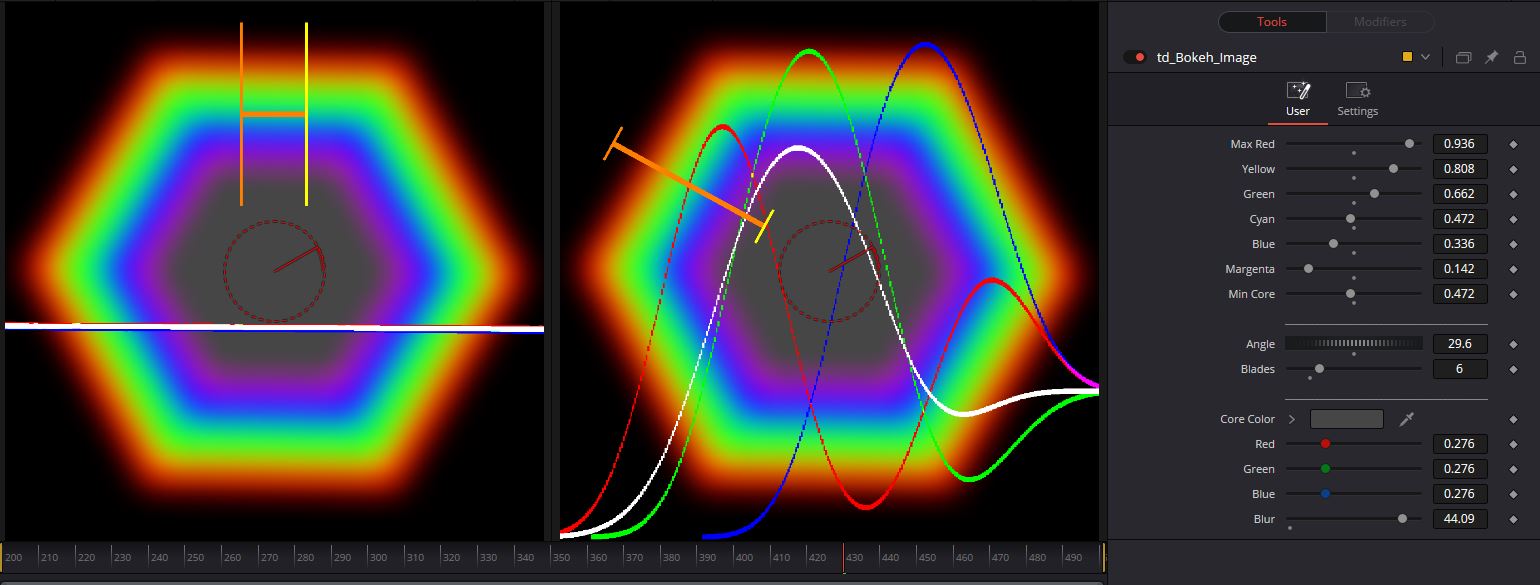 Tools Modifiers
td_Bokeh_Image
User Settings
Max Red 0.936
Yellow 0.808
Green 0.662
Cyan 0.472
Blue 0.336
Margenta 0.142
Min Core 0.472
Angle 29.6
Blades 6
Core Color
Red 0.276
Green 0.276
Blue 0.276
Blur 44.09
200 210 220 230 240 250 260 270 280 290 300 310 320 330 340 350 360 370 380 390 400 410 420 430 440 450 460 470 480 490